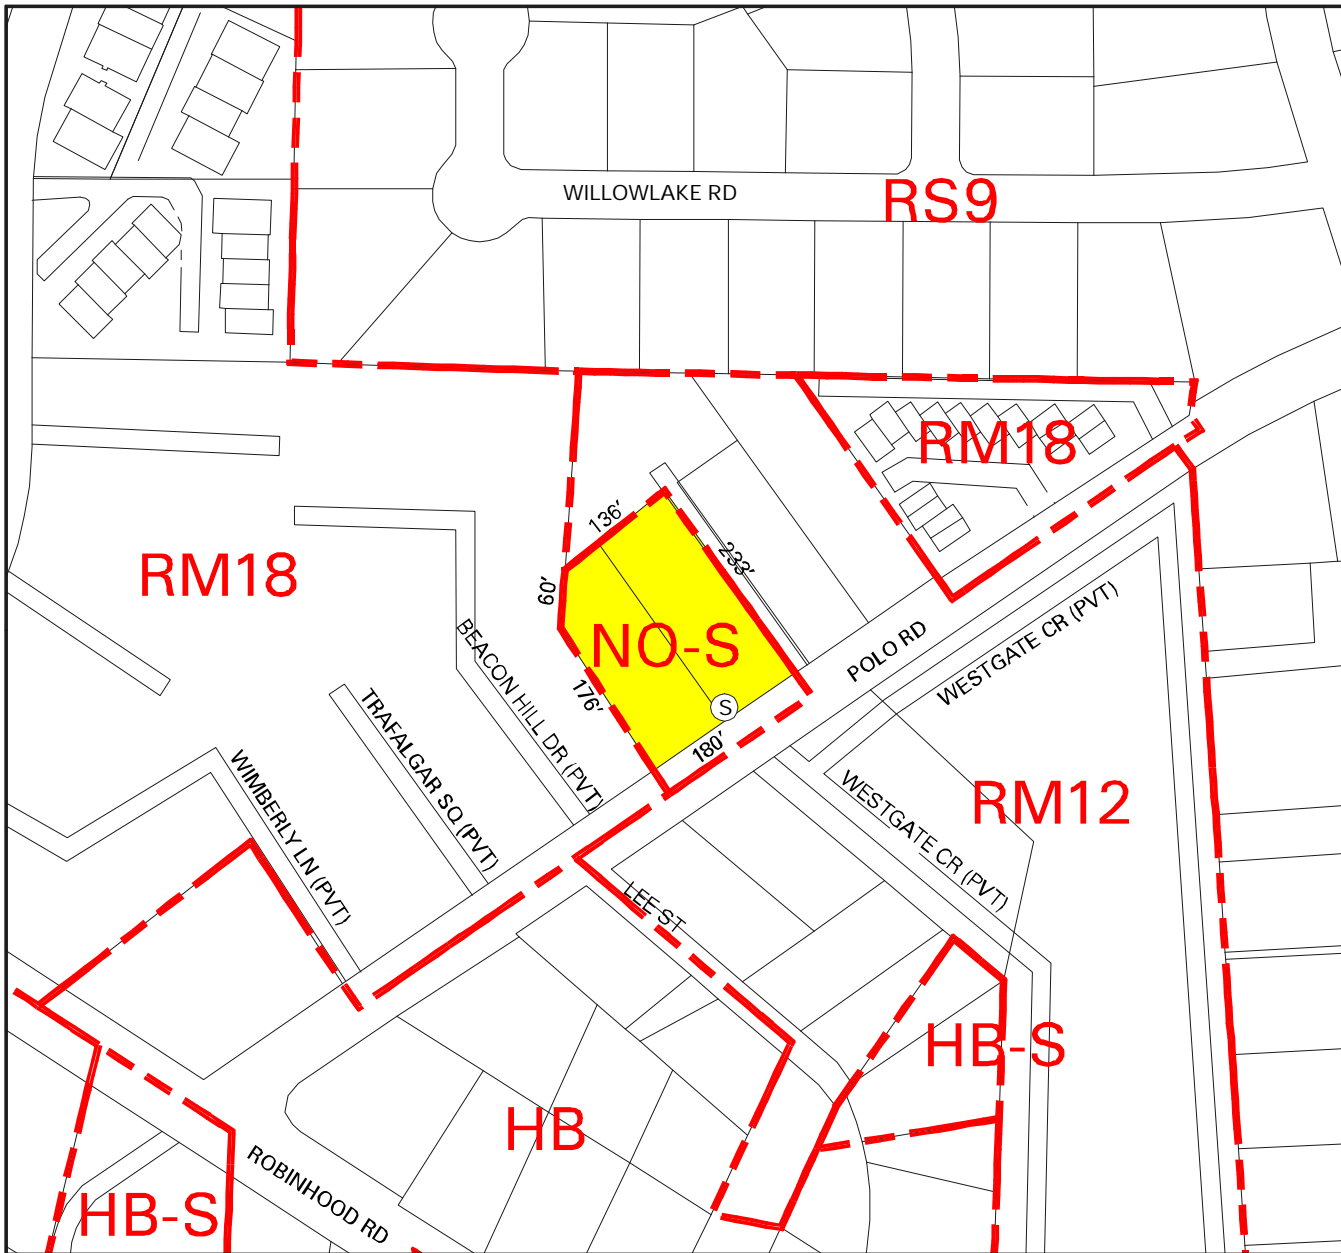 WILLOWLAKE RD
RS9
RM18
136′
233′
RM18
60′
NO-S
POLO RD
WESTGATE CR (PVT)
BEACON HILL DR (PVT)
176′
S
TRAFALGAR SQ (PVT)
180′
WIMBERLY LN (PVT)
WESTGATE CR (PVT)
RM12
LEE ST
HB-S
HB
ROBINHOOD RD
HB-S